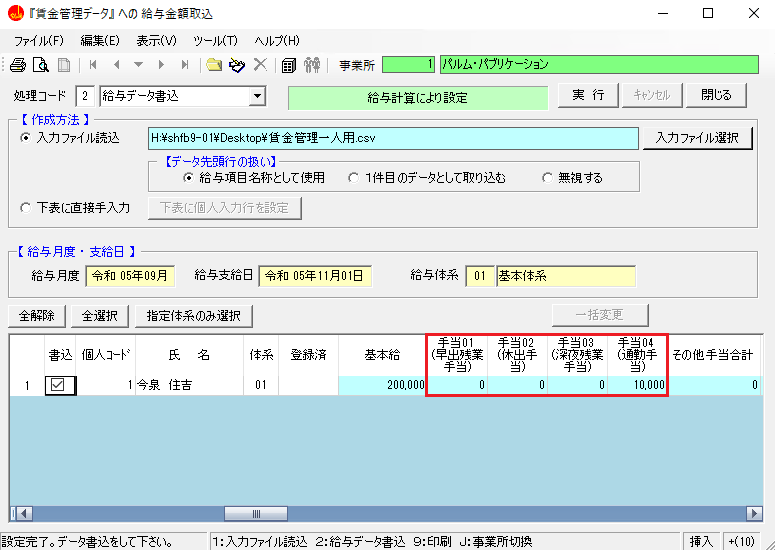 『賃金管理データ』への 給与金額取込
ファイル(F) 編集(E) 表示(V) ツール(T) ヘルプ(H)
事業所 1 パルム・パブリケーション
処理コード 2 給与データ書込 給与計算により設定 実 行 キャンセル 閉じる
【 作成方法 】
入力ファイル読込 H:¥shfb9-01¥Desktop¥賃金管理一人用.csv 入力ファイル選択
【データ先頭行の扱い】
給与項目名称として使用 1件目のデータとして取り込む 無視する
下表に直接手入力 下表に個人入力行を設定
【 給与月度・支給日 】
給与月度 令和 05年09月 給与支給日 令和 05年11月01日 給与体系 01 基本体系
全解除 全選択 指定体系のみ選択 一括変更
書込 個人コード 氏 名 体系 登録済 基本給 手当01 (早出残業手当) 手当02 (休出手当) 手当03 (深夜残業手当) 手当04 (通勤手当) その他手当合計
1 1 今泉 住吉 01 200,000 0 0 0 10,000 0
設定完了。データ書込をして下さい。 1:入力ファイル読込 2:給与データ書込 9:印刷 J:事業所切換 挿入 +(10)